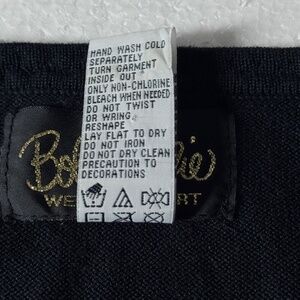 HAND WASH COLD
SEPARATELY
TURN GARMENT
INSIDE OUT
ONLY NON-CHLORINE
BLEACH WHEN NEEDED
DO NOT TWIST
OR WRING
RESHAPE
LAY FLAT TO DRY
DO NOT IRON
DO NOT DRY CLEAN
PRECAUTION TO
DECORATIONS